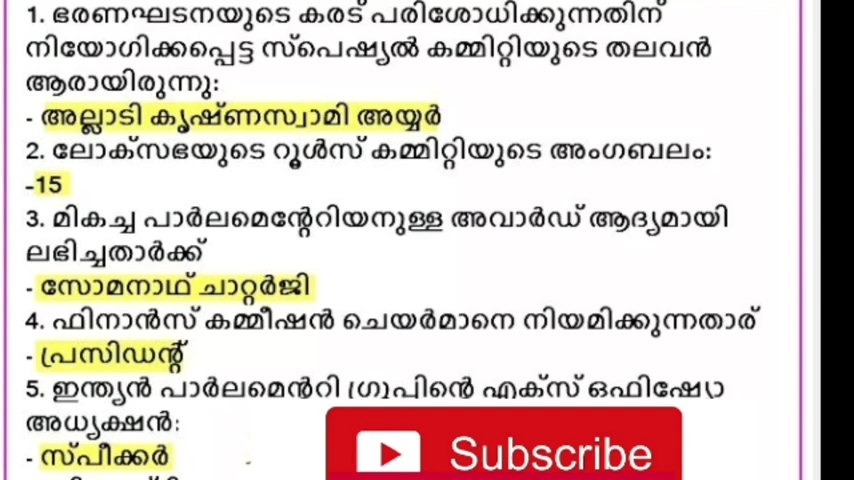 1. ഭരണഘടനയുടെ കരട് പരിശോധിക്കുന്നതിന്
നിയോഗിക്കപ്പെട്ട സ്പെഷ്യൽ കമ്മിറ്റിയുടെ തലവൻ
ആരായിരുന്നു:
- അല്ലാടി കൃഷ്ണസ്വാമി അയ്യർ
2. ലോക്സഭയുടെ റൂൾസ് കമ്മിറ്റിയുടെ അംഗബലം:
-15
3. മികച്ച പാർലമെന്റേറിയനുള്ള അവാർഡ് ആദ്യമായി
ലഭിച്ചതാർക്ക്
- സോമനാഥ് ചാറ്റർജി
4. ഫിനാൻസ് കമ്മീഷൻ ചെയർമാനെ നിയമിക്കുന്നതാര്
- പ്രസിഡന്റ്
5. ഇന്ത്യൻ പാർലമെൻററി ഗ്രൂപിന്റെ എക്സ് ഒഫിഷ്യോ
അധ്യക്ഷൻ:
- സ്പീക്കർ
Subscribe